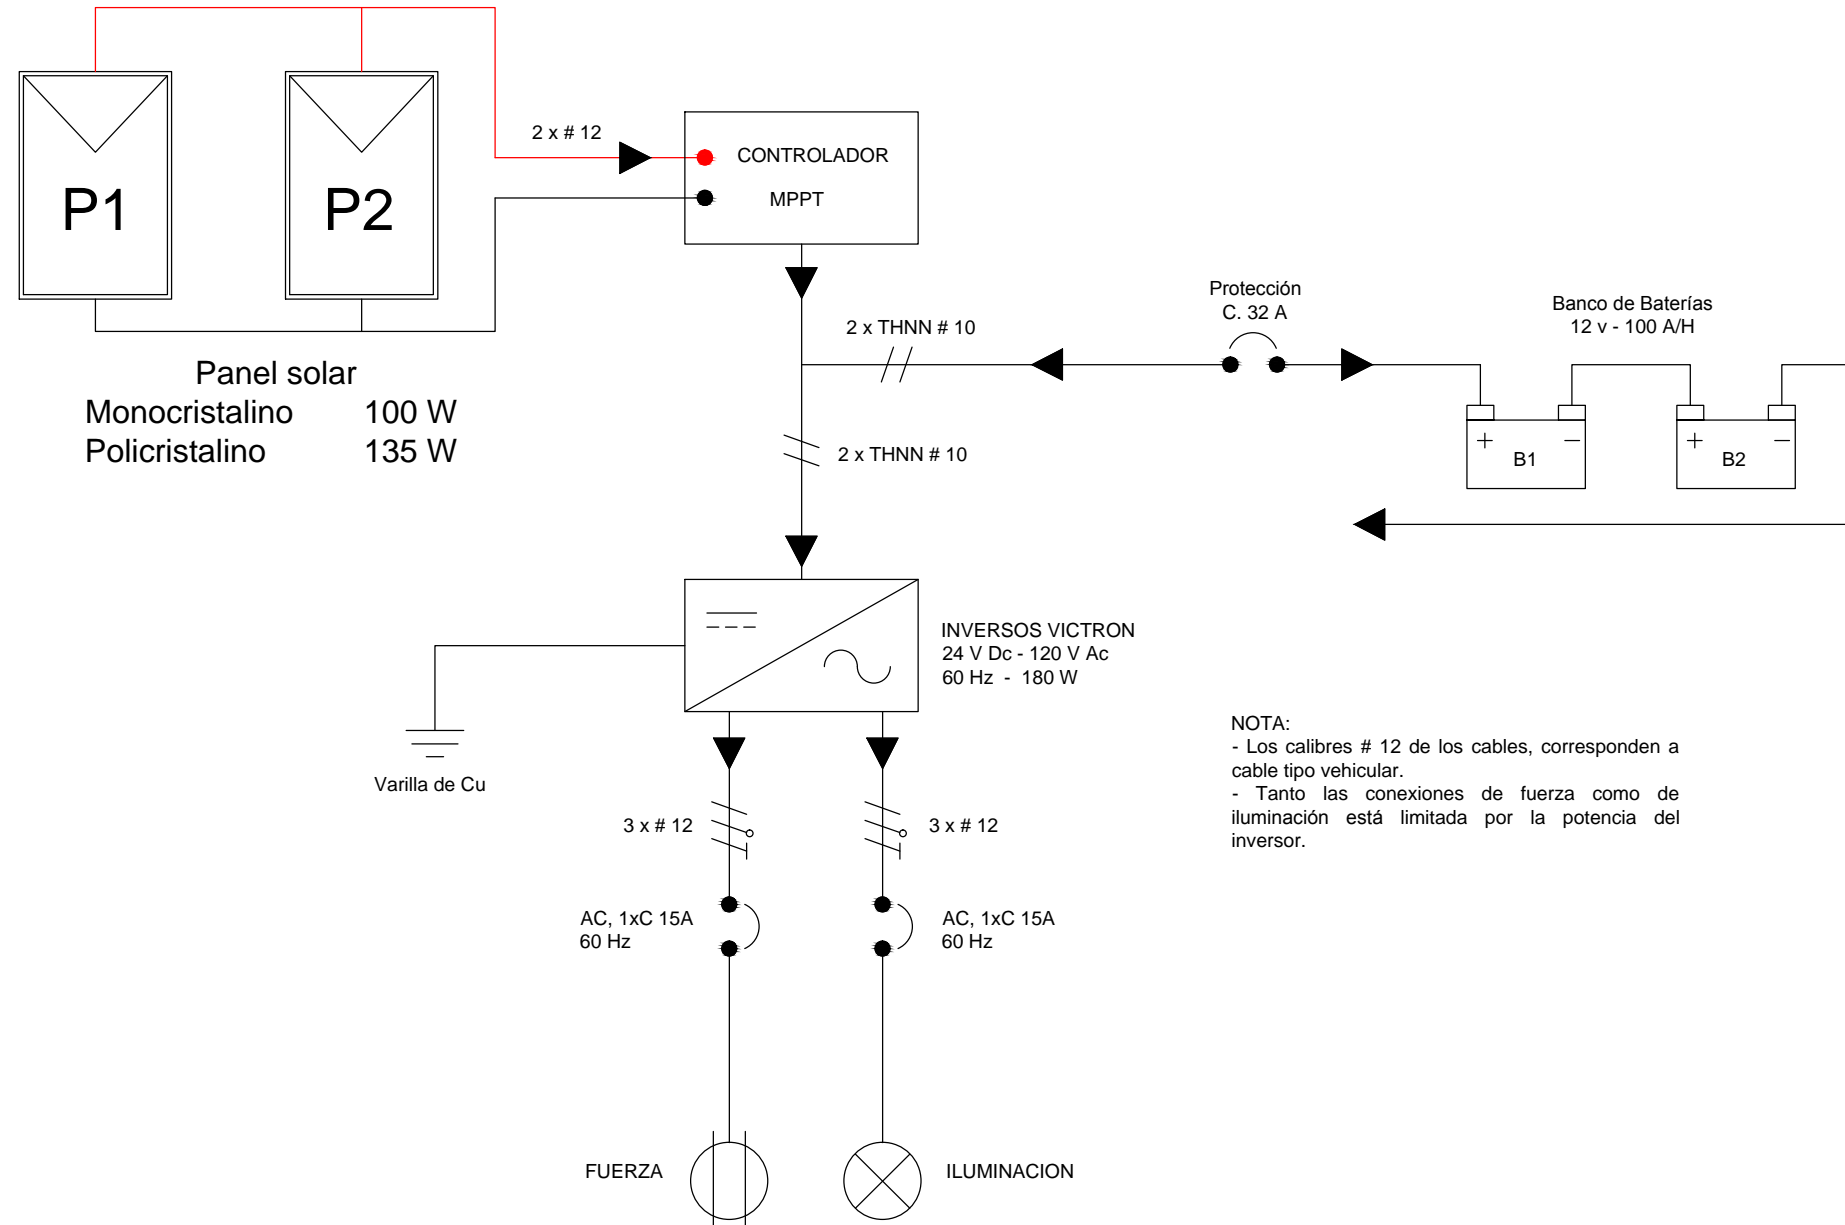 P1
P2
2 x # 12
CONTROLADOR
MPPT
Panel solar
Monocristalino 100 W
Policristalino 135 W
2 x THNN # 10
Protección
C. 32 A
Banco de Baterías
12 v - 100 A/H
+ −
B1
+ −
B2
2 x THNN # 10
INVERSOS VICTRON
24 V Dc - 120 V Ac
60 Hz - 180 W
Varilla de Cu
NOTA:
- Los calibres # 12 de los cables, corresponden a
cable tipo vehicular.
- Tanto las conexiones de fuerza como de
iluminación está limitada por la potencia del
inversor.
3 x # 12
3 x # 12
AC, 1xC 15A
60 Hz
AC, 1xC 15A
60 Hz
FUERZA
ILUMINACION